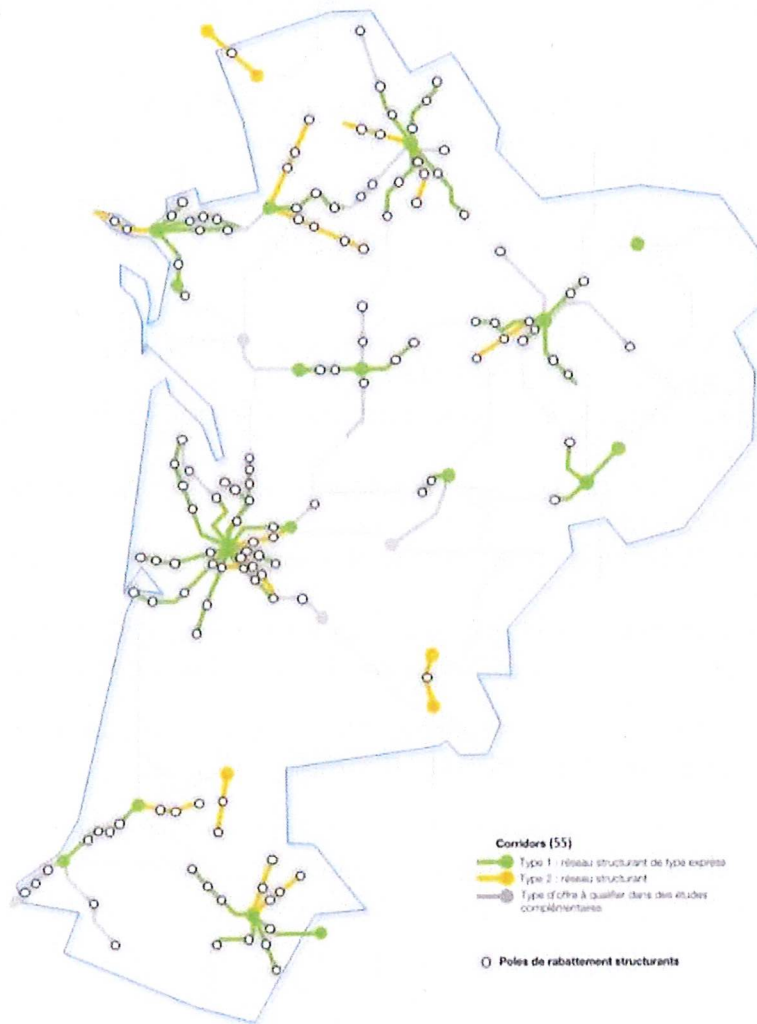 Corridors (55)
Type 1 : réseau structurant de type express
Type 2 : réseau structurant
Type d'offre à qualifier dans des études
complémentaires
Poles de rabattement structurants